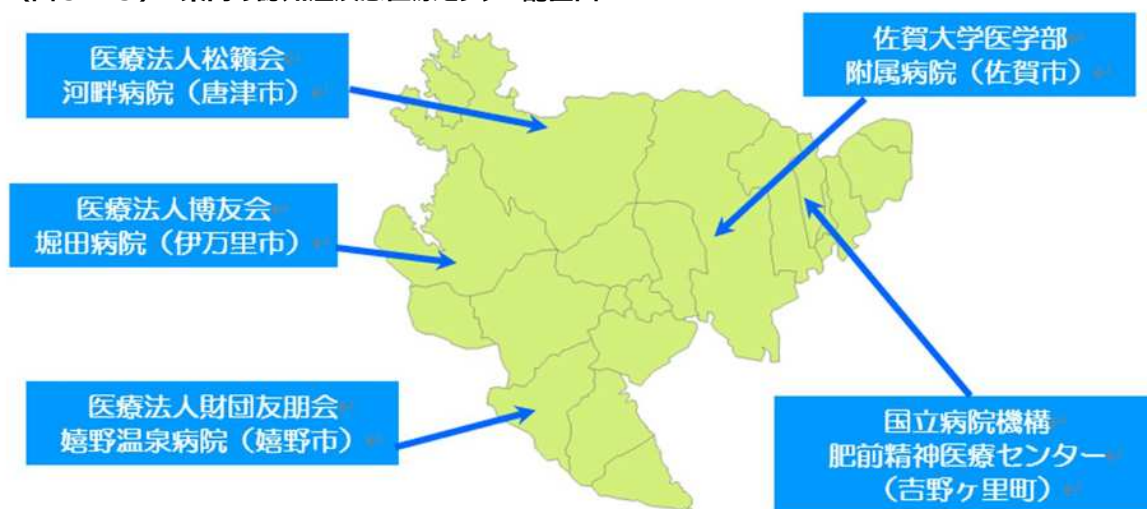 医療法人松籟会
河畔病院（唐津市）
佐賀大学医学部
附属病院（佐賀市）
医療法人博友会
堀田病院（伊万里市）
医療法人財団友朋会
嬉野温泉病院（嬉野市）
国立病院機構
肥前精神医療センター
（吉野ヶ里町）